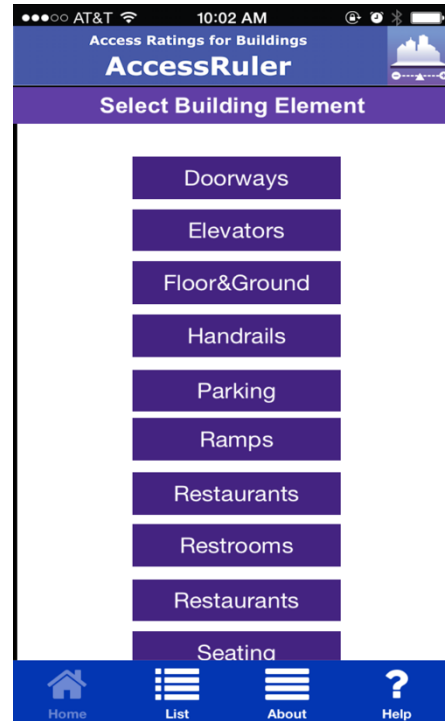 ●●●○○ AT&T 10:02 AM
Access Ratings for Buildings
AccessRuler
Select Building Element
Doorways
Elevators
Floor&Ground
Handrails
Parking
Ramps
Restaurants
Restrooms
Restaurants
Seating
Home List About Help